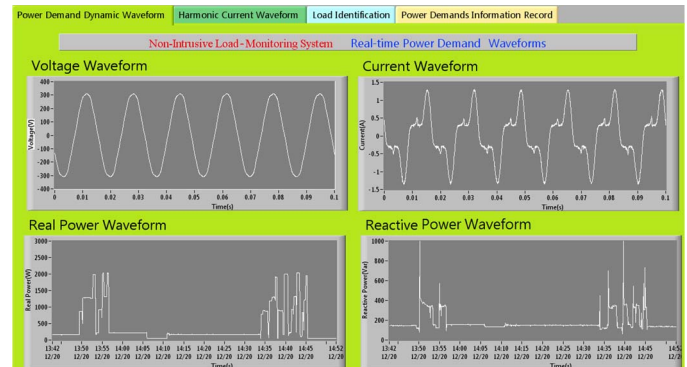 Power Demand Dynamic Waveform Harmonic Current Waveform Load Identification Power Demands Information Record
Non-Intrusive Load-Monitoring System Real-time Power Demand Waveforms
Voltage Waveform
Voltage(V)
400
300
200
100
0
-100
-200
-300
-400
0 0.01 0.02 0.03 0.04 0.05 0.06 0.07 0.08 0.09 0.1
Time(s)
Current Waveform
Current(A)
1.5
1
0.5
0
-0.5
-1
-1.5
0 0.01 0.02 0.03 0.04 0.05 0.06 0.07 0.08 0.09 0.1
Time(s)
Real Power Waveform
Real Power(W)
3000
2500
2000
1500
1000
500
0
13:42 13:50 13:55 14:00 14:05 14:10 14:15 14:20 14:25 14:30 14:35 14:40 14:45 14:52
12/20 12/20 12/20 12/20 12/20 12/20 12/20 12/20 12/20 12/20 12/20 12/20 12/20 12/20
Time(s)
Reactive Power Waveform
Reactive Power(Var)
1000
800
600
400
200
0
13:42 13:50 13:55 14:00 14:05 14:10 14:15 14:20 14:25 14:30 14:35 14:40 14:45 14:52
12/20 12/20 12/20 12/20 12/20 12/20 12/20 12/20 12/20 12/20 12/20 12/20 12/20 12/20
Time(s)